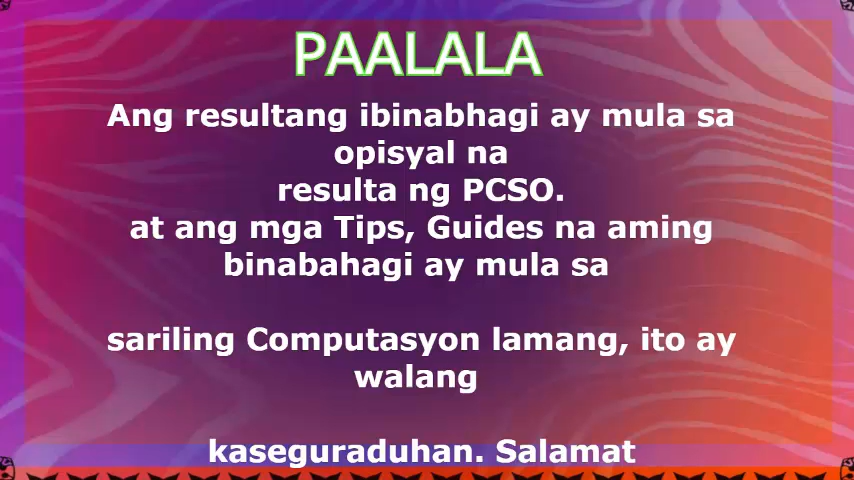 PAALALA
Ang resultang ibinabhagi ay mula sa
opisyal na
resulta ng PCSO.
at ang mga Tips, Guides na aming
binabahagi ay mula sa
sariling Computasyon lamang, ito ay
walang
kaseguraduhan. Salamat